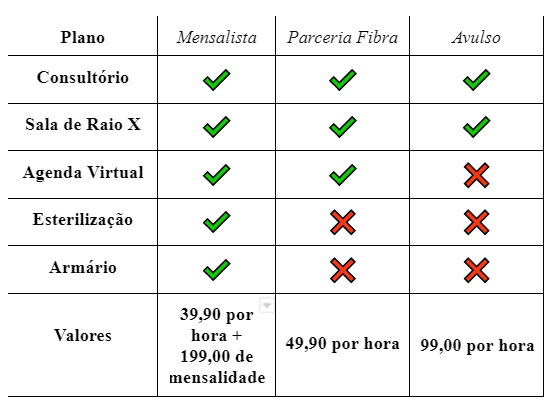 Plano Mensalista Parceria Fibra Avulso
Consultório
Sala de Raio X
Agenda Virtual
Esterilização
Armário
Valores
39,90 por
hora +
199,00 de
mensalidade
49,90 por hora
99,00 por hora